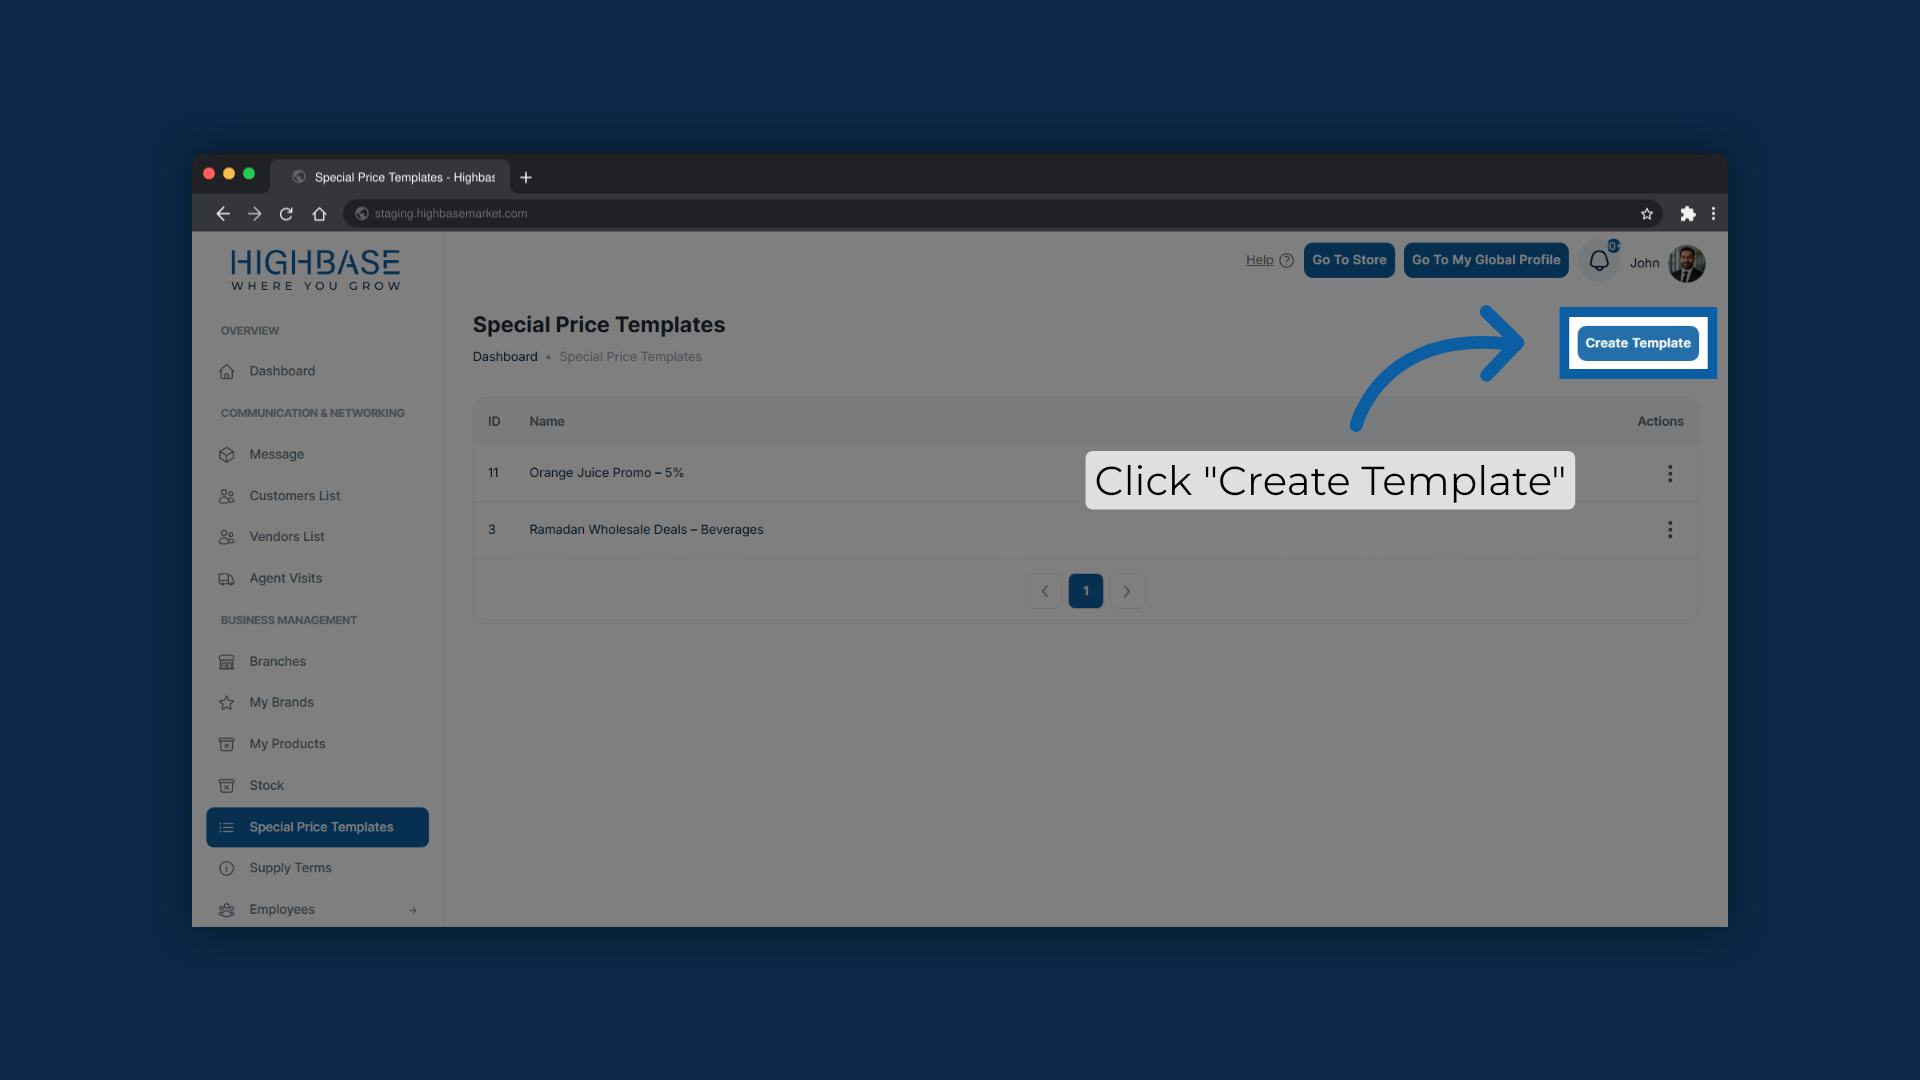 Special Price Templates - Highbas
staging.highbasemarket.com
HIGHBASE
WHERE YOU GROW
Help
Go To Store
Go To My Global Profile
John
OVERVIEW
Dashboard
COMMUNICATION & NETWORKING
Message
Customers List
Vendors List
Agent Visits
BUSINESS MANAGEMENT
Branches
My Brands
My Products
Stock
Special Price Templates
Supply Terms
Employees
Special Price Templates
Dashboard • Special Price Templates
Create Template
ID Name Actions
11 Orange Juice Promo – 5%
3 Ramadan Wholesale Deals – Beverages
1
Click "Create Template"